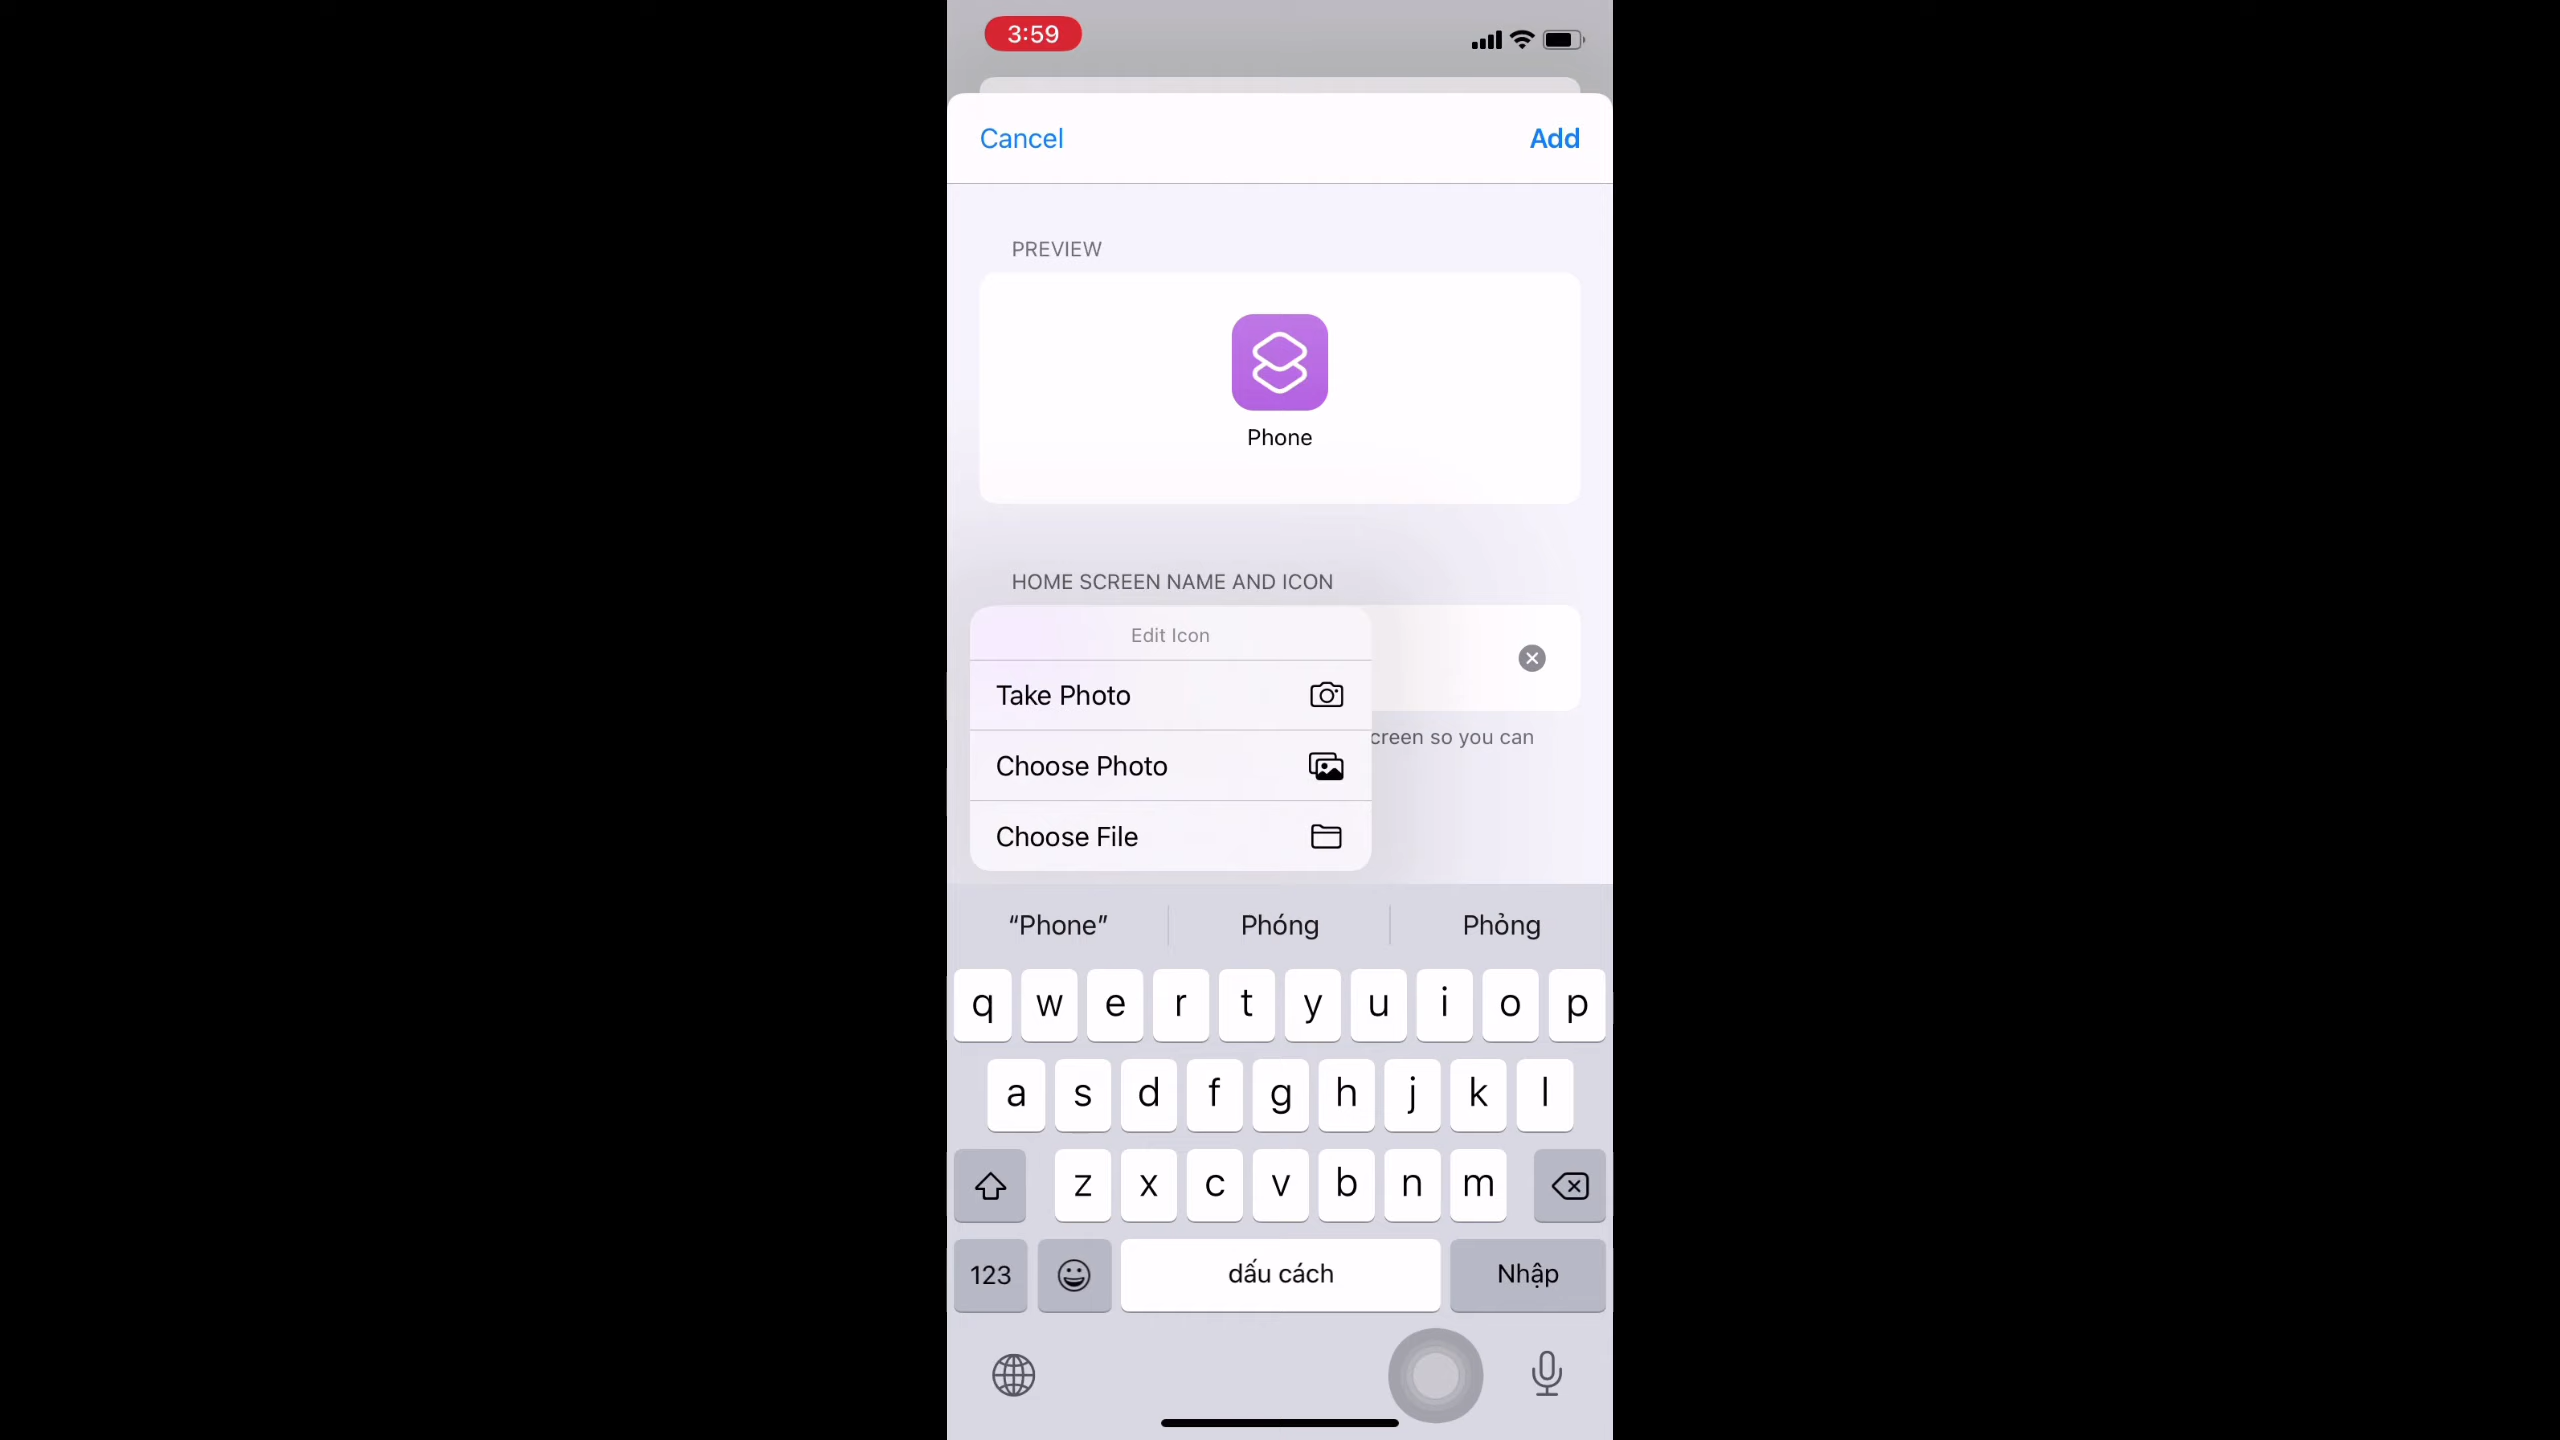 3:59
Cancel
Add
PREVIEW
Phone
HOME SCREEN NAME AND ICON
Edit Icon
Take Photo
Choose Photo
creen so you can
Choose File
“Phone”
Phóng
Phỏng
q w e r t y u i o p
a s d f g h j k l
z x c v b n m
123
dấu cách
Nhập